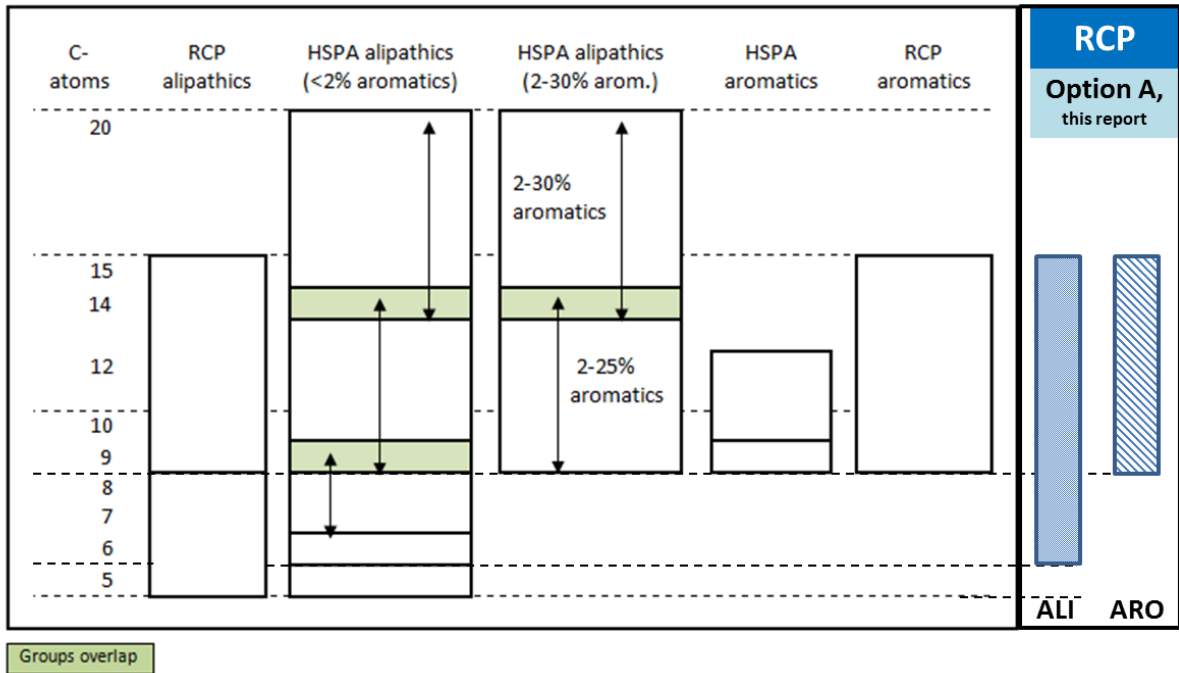 C-
atoms
RCP
alipathics
HSPA alipathics
(<2% aromatics)
HSPA alipathics
(2-30% arom.)
HSPA
aromatics
RCP
aromatics
RCP
Option A,
this report
20
2-30%
aromatics
15
14
12
2-25%
aromatics
10
9
8
7
6
5
ALI
ARO
Groups overlap